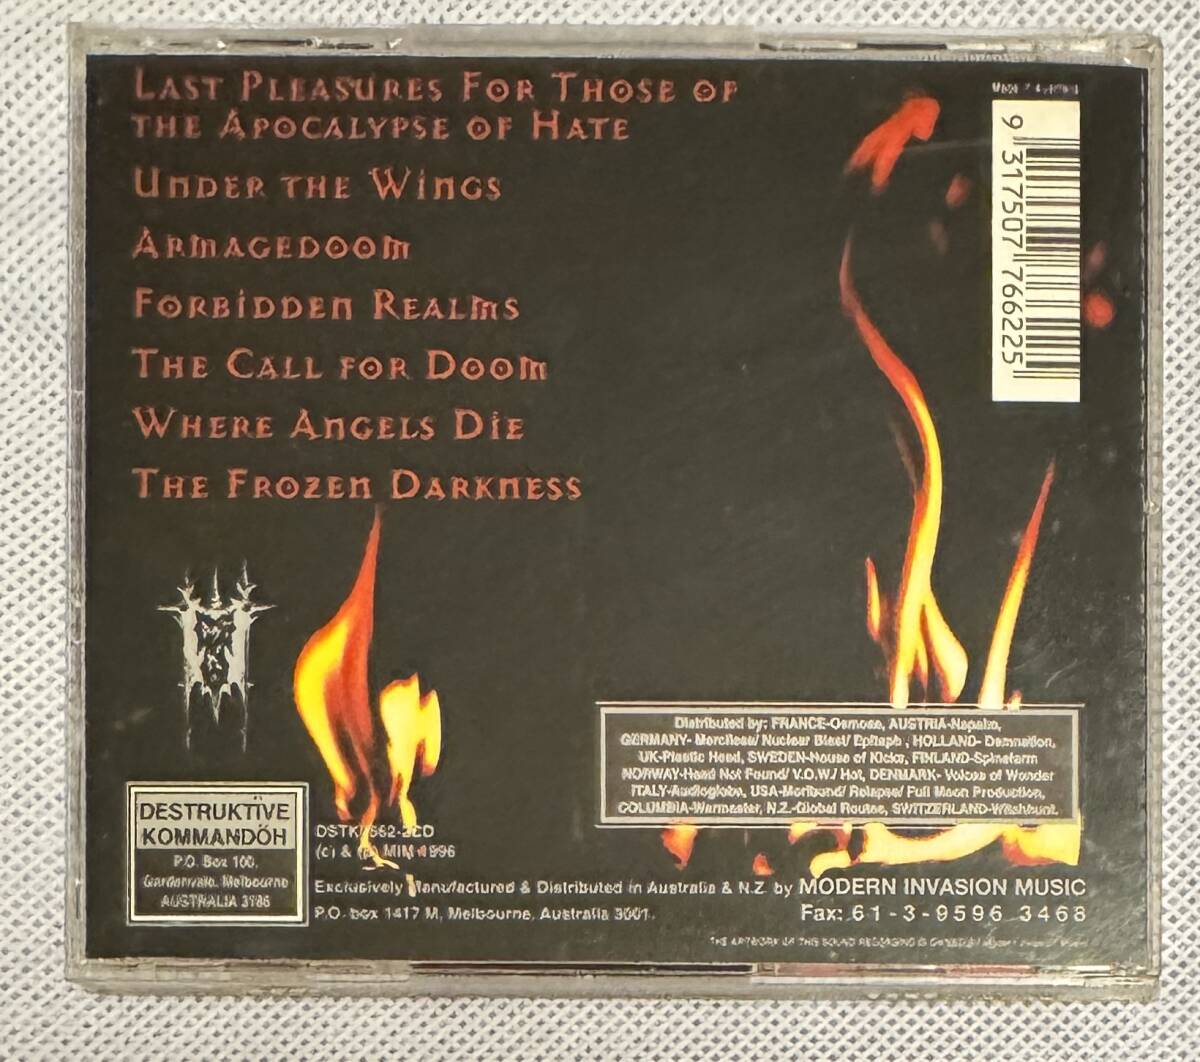 LAST PLEASURES FOR THOSE OF
THE APOCALYPSE OF HATE
UNDER THE WINGS
ARMAGEDOOM
FORBIDDEN REALMS
THE CALL FOR DOOM
WHERE ANGELS DIE
THE FROZEN DARKNESS
9 317507 766225
Distributed by: FRANCE-Osmose, AUSTRIA-Napalm,
GERMANY- Merciless/ Nuclear Blast/ Epitaph , HOLLAND- Damnation,
UK-Plastic Head, SWEDEN-House of Kicks, FINLAND-Spinefarm
NORWAY-Head Not Found/ V.O.W./ Hot, DENMARK- Voices of Wonder
ITALY-Audioglobe, USA-Moribund/ Relapse/ Full Moon Production,
COLUMBIA-Warmaster, N.Z.-Global Routes, SWITZERLAND-Witchhunt.
DESTRUKTÏVE
KOMMANDÖH
P.O. Box 100,
Gardenvale, Melbourne
AUSTRALIA 3185
(c) & (p) MIM 1996
Exclusively Manufactured & Distributed in Australia & N.Z. by MODERN INVASION MUSIC
P.O. box 1417 M, Melbourne, Australia 3001.
Fax: 61-3-9596 3468